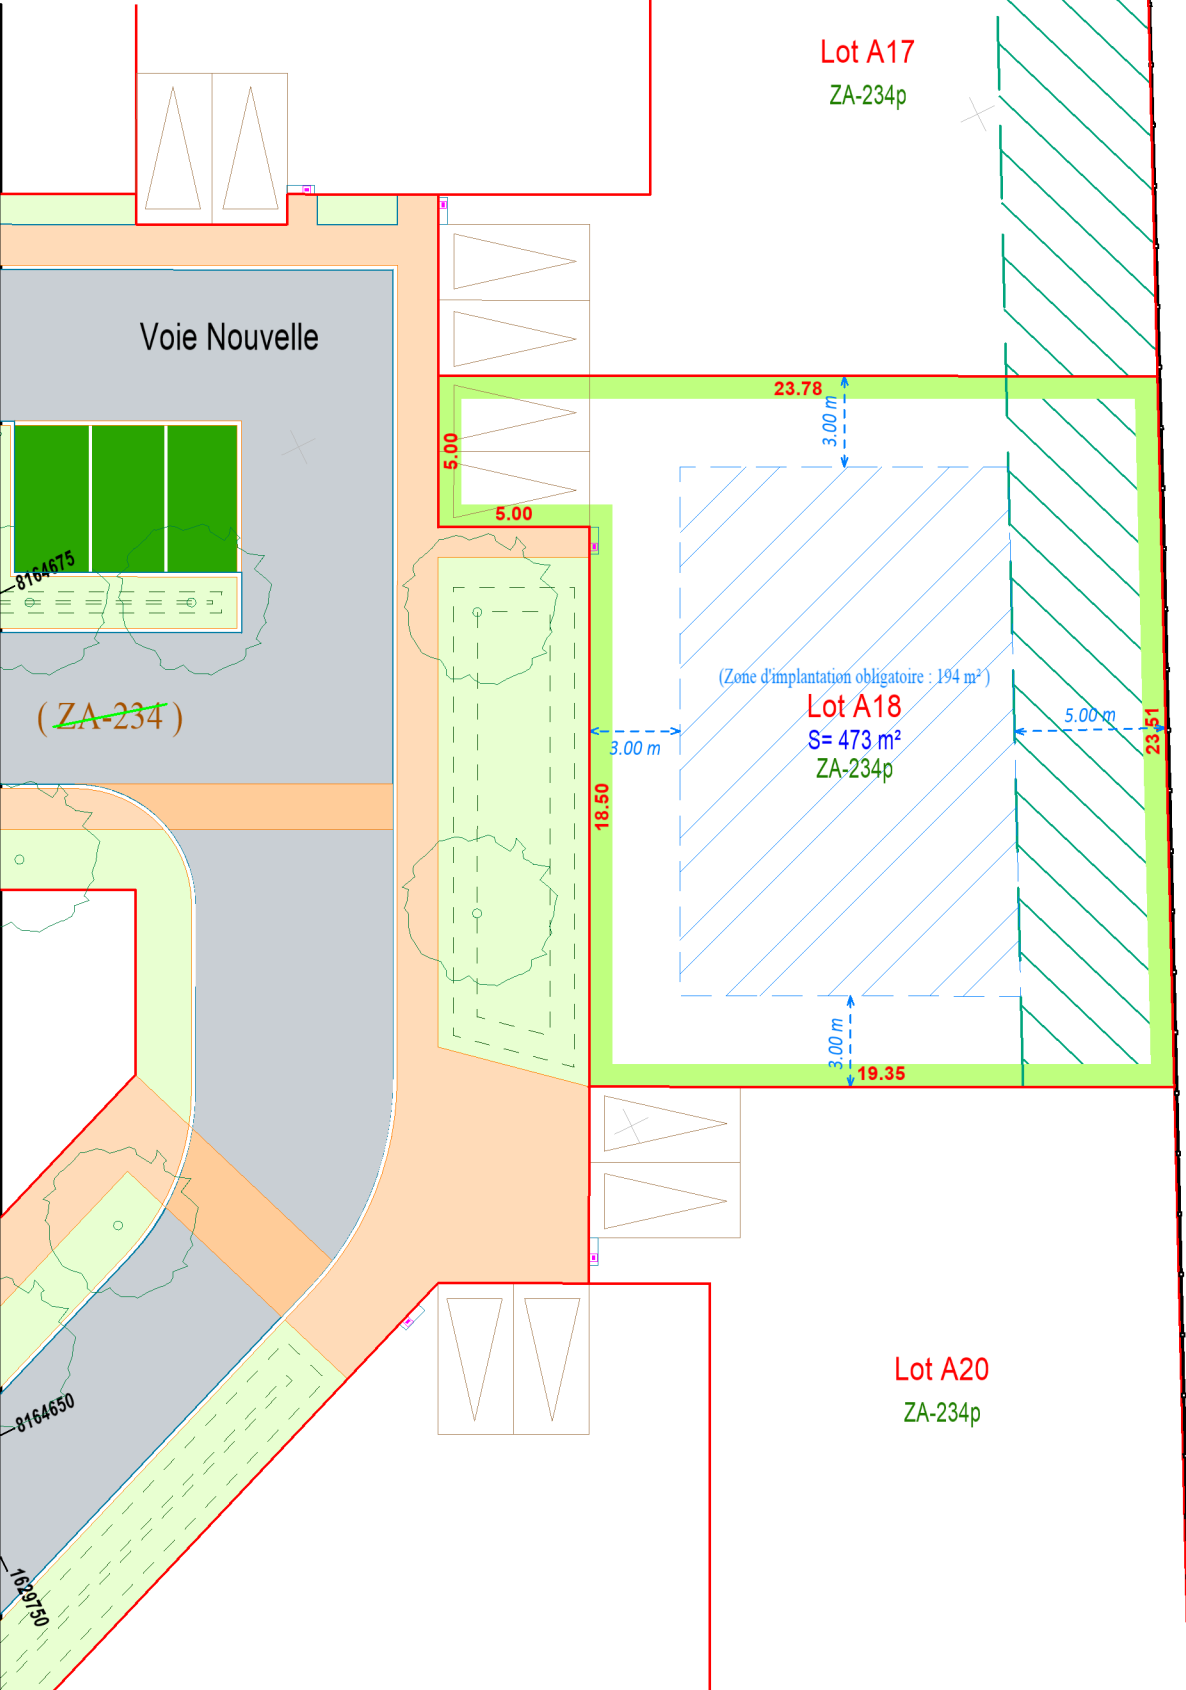 Lot A17
ZA-234p
Voie Nouvelle
23.78
3.00 m
5.00
5.00
8164675
(Zone d'implantation obligatoire : 194 m² )
Lot A18
S= 473 m²
ZA-234p
( ZA-234 )
5.00 m
23.51
3.00 m
18.50
3.00 m
19.35
Lot A20
ZA-234p
8164650
1629750